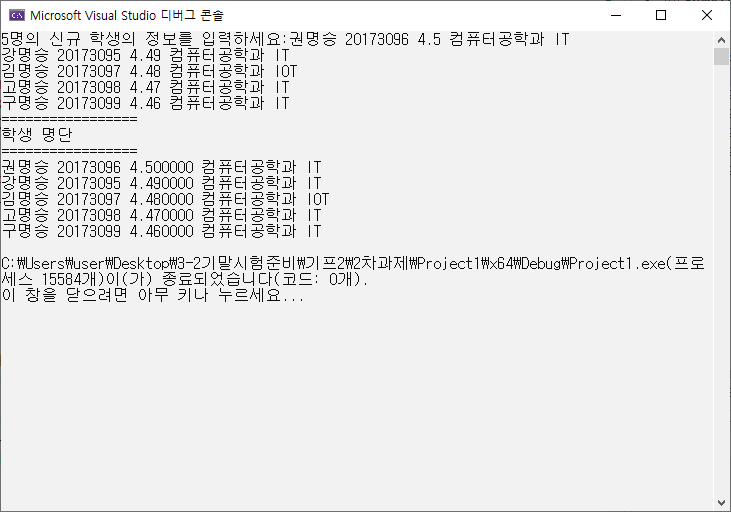 Microsoft Visual Studio 디버그 콘솔
5명의 신규 학생의 정보를 입력하세요:권명승 20173096 4.5 컴퓨터공학과 IT
강명승 20173095 4.49 컴퓨터공학과 IT
김명승 20173097 4.48 컴퓨터공학과 IOT
고명승 20173098 4.47 컴퓨터공학과 IT
구명승 20173099 4.46 컴퓨터공학과 IT
=================
학생 명단
=================
권명승 20173096 4.500000 컴퓨터공학과 IT
강명승 20173095 4.490000 컴퓨터공학과 IT
김명승 20173097 4.480000 컴퓨터공학과 IOT
고명승 20173098 4.470000 컴퓨터공학과 IT
구명승 20173099 4.460000 컴퓨터공학과 IT
C:₩Users₩user₩Desktop₩3-2기말시험준비₩기프2₩2차과제₩Project1₩x64₩Debug₩Project1.exe(프로
세스 15584개)이(가) 종료되었습니다(코드: 0개).
이 창을 닫으려면 아무 키나 누르세요...